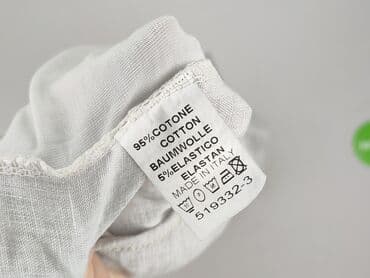 95%COTONE
COTTON
BAUMWOLLE
5%ELASTICO
ELASTAN
MADE IN ITALY
519332-3